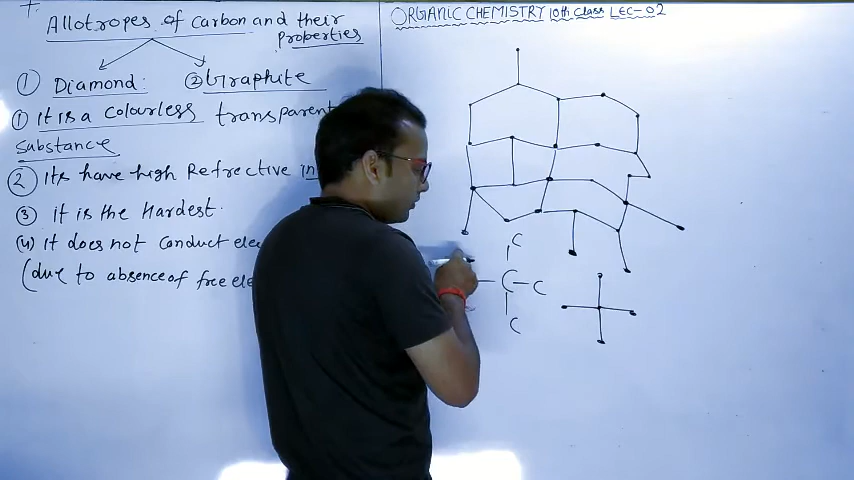 Allotropes of Carbon and their
Properties
① Diamond:
② Graphite
① It is a colourless transparent
substance
② Its have high Refrective in
③ it is the Hardest.
(4) it does not conduct ele
(due to absence of free ele
ORGANIC CHEMISTRY 10th Class LEC-02
C
C - C
C